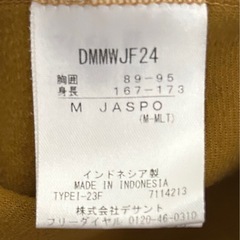 DMMWJF24
胸囲 89-95
身長 167-173
M JASPO
(M-MLT)
インドネシア製
MADE IN INDONESIA
TYPE1-23F 7114213
株式会社デサント
フリーダイヤル 0120-46-0310